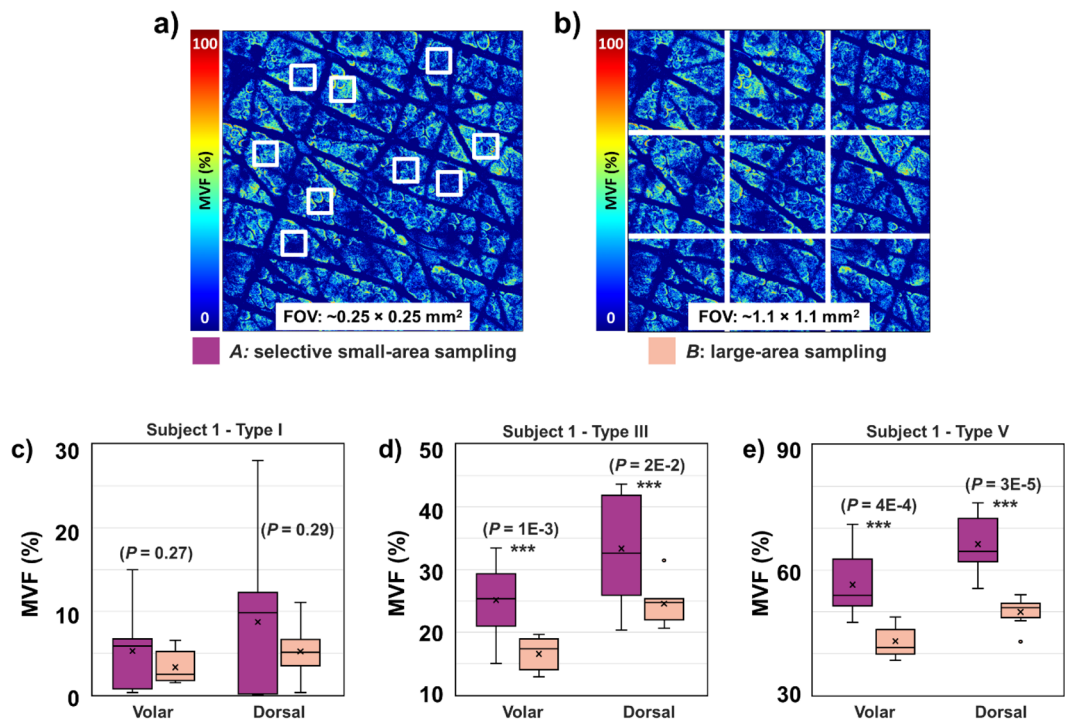 a)
100
MVF (%)
0
FOV: ~0.25 × 0.25 mm²
A: selective small-area sampling
b)
100
MVF (%)
0
FOV: ~1.1 × 1.1 mm²
B: large-area sampling
c)
Subject 1 - Type I
MVF (%)
30
20
10
0
(P = 0.27)
(P = 0.29)
Volar
Dorsal
d)
Subject 1 - Type III
MVF (%)
50
40
30
20
10
(P = 1E-3)
***
(P = 2E-2)
***
Volar
Dorsal
e)
Subject 1 - Type V
MVF (%)
90
60
30
(P = 4E-4)
***
(P = 3E-5)
***
Volar
Dorsal